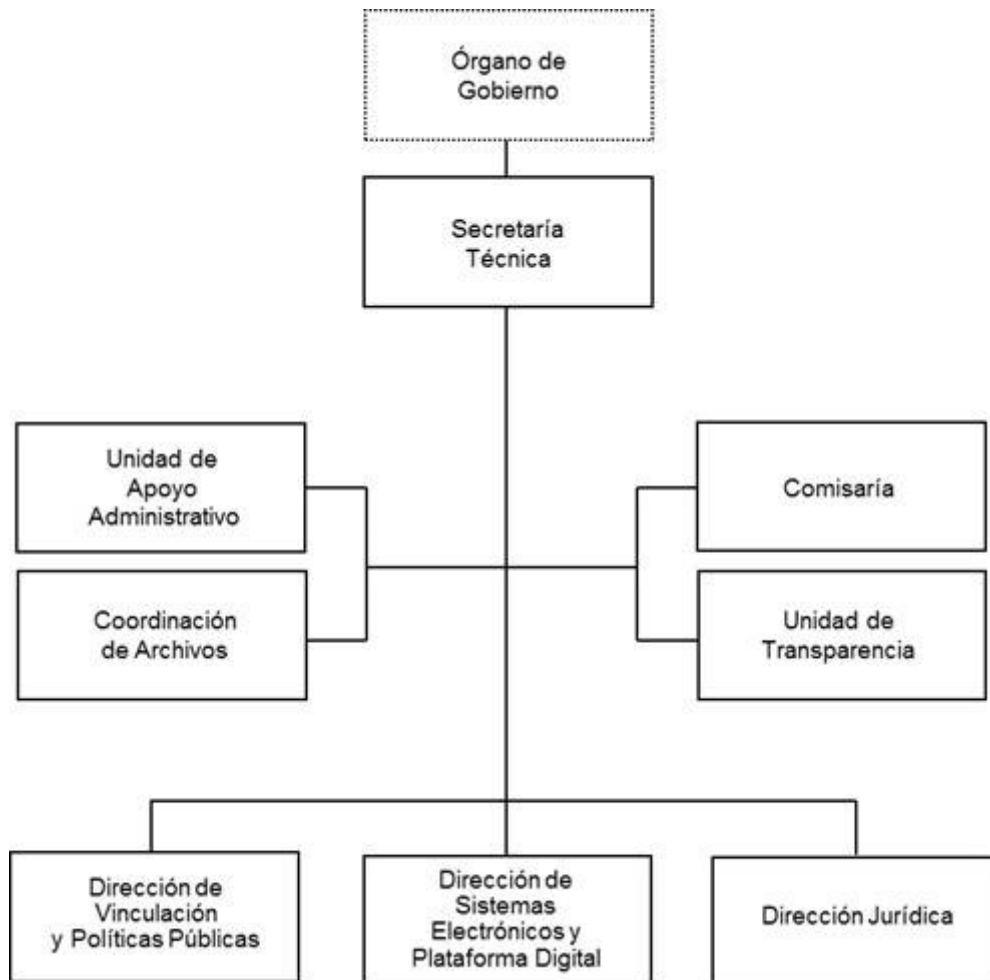 Órgano de
Gobierno
Secretaría
Técnica
Unidad de
Apoyo
Administrativo
Comisaría
Coordinación
de Archivos
Unidad de
Transparencia
Dirección de
Vinculación
y Políticas Públicas
Dirección de
Sistemas
Electrónicos y
Plataforma Digital
Dirección Jurídica